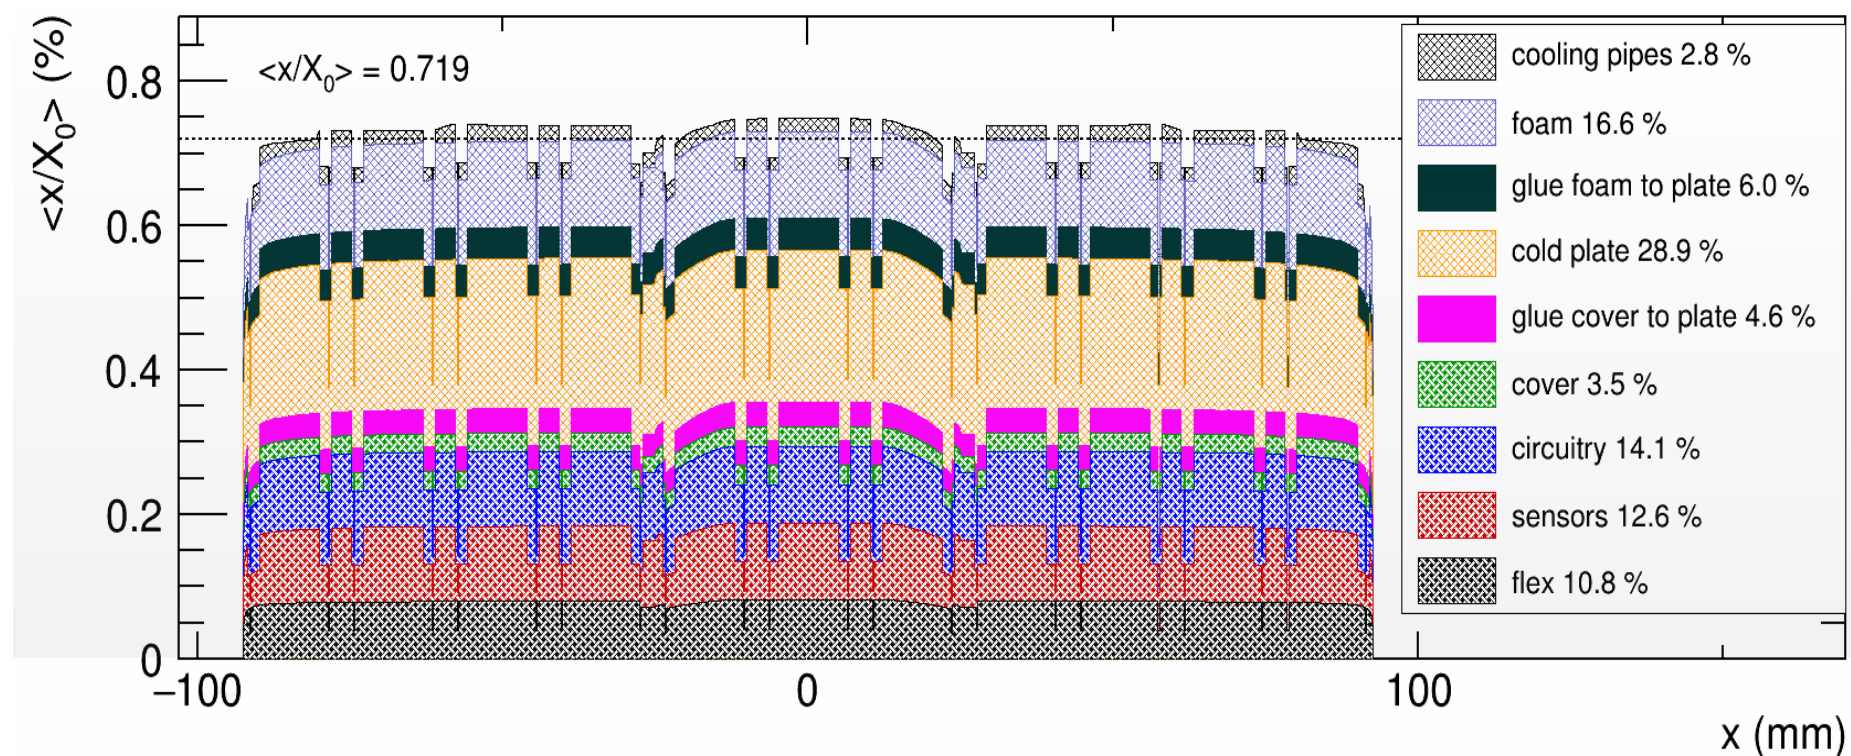 <x/X0> (%)
<x/X0> = 0.719
0.8
0.6
0.4
0.2
0
−100
0
100
x (mm)
cooling pipes 2.8 %
foam 16.6 %
glue foam to plate 6.0 %
cold plate 28.9 %
glue cover to plate 4.6 %
cover 3.5 %
circuitry 14.1 %
sensors 12.6 %
flex 10.8 %